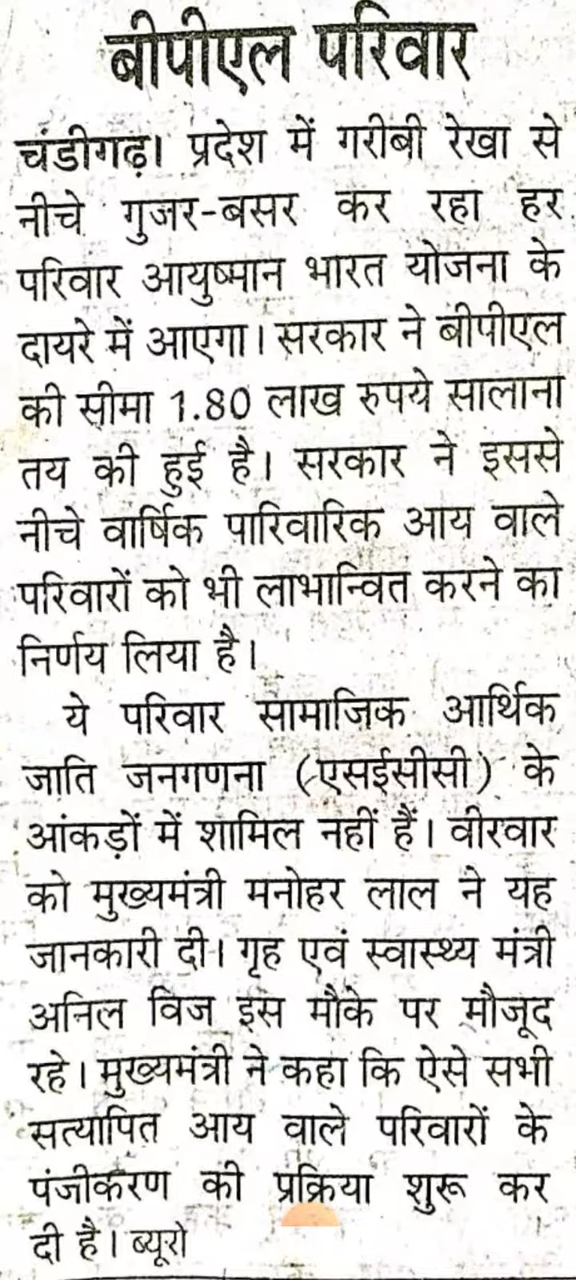 बीपीएल परिवार
चंडीगढ़। प्रदेश में गरीबी रेखा से
नीचे गुजर-बसर कर रहा हर
परिवार आयुष्मान भारत योजना के
दायरे में आएगा। सरकार ने बीपीएल
की सीमा 1.80 लाख रुपये सालाना
तय की हुई है। सरकार ने इससे
नीचे वार्षिक पारिवारिक आय वाले
परिवारों को भी लाभान्वित करने का
निर्णय लिया है।
ये परिवार सामाजिक आर्थिक
जाति जनगणना (एसईसीसी) के
आंकड़ों में शामिल नहीं हैं। वीरवार
को मुख्यमंत्री मनोहर लाल ने यह
जानकारी दी। गृह एवं स्वास्थ्य मंत्री
अनिल विज इस मौके पर मौजूद
रहे। मुख्यमंत्री ने कहा कि ऐसे सभी
सत्यापित आय वाले परिवारों के
पंजीकरण की प्रक्रिया शुरू कर
दी है। ब्यूरो